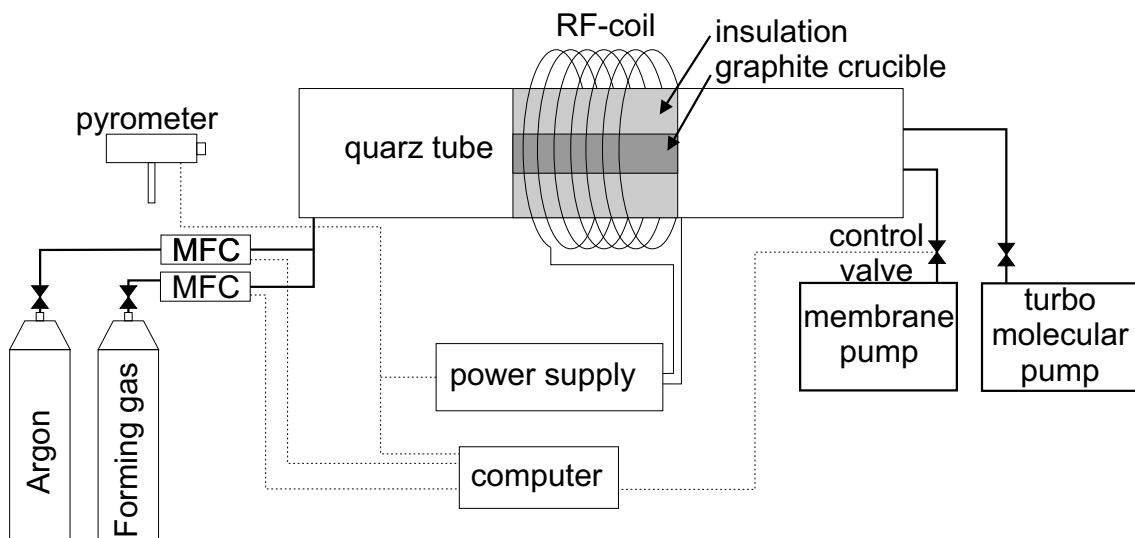 RF-coil
insulation
graphite crucible
pyrometer
quarz tube
MFC
MFC
control
valve
membrane
pump
turbo
molecular
pump
power supply
computer
Argon
Forming gas